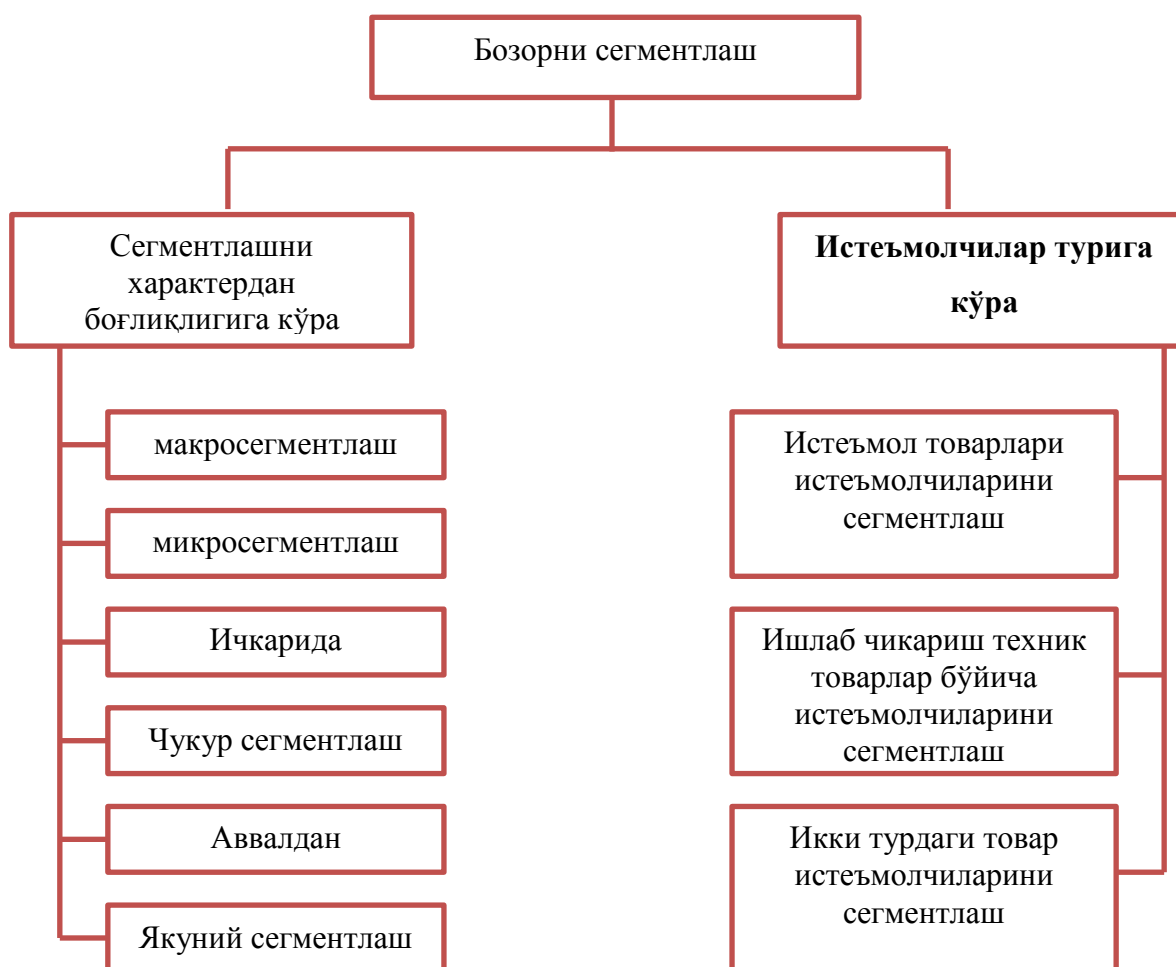 Бозорни сегментлаш
Сегментлашни
характердан
боғлиқлигига кўра
макросегментлаш
микросегментлаш
Ичкарида
Чукур сегментлаш
Аввалдан
Якуний сегментлаш
Истеъмолчилар турига
кўра
Истеъмол товарлари
истеъмолчиларини
сегментлаш
Ишлаб чикариш техник
товарлар бўйича
истеъмолчиларини
сегментлаш
Икки турдаги товар
истеъмолчиларини
сегментлаш